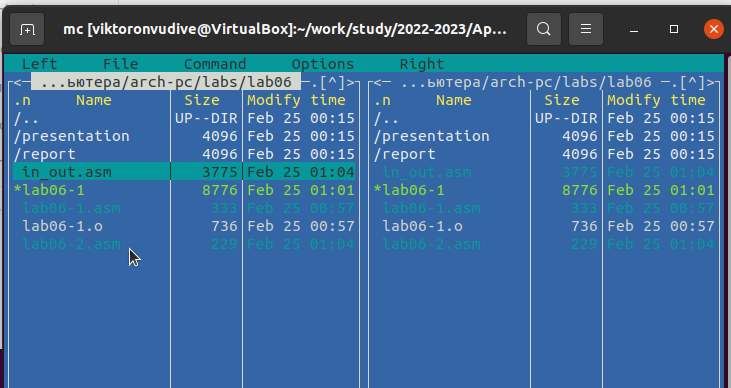 mc [viktoronvudive@VirtualBox]:~/work/study/2022-2023/Ap...
Left File Command Options Right
<─ ...ьютера/arch-pc/labs/lab06 ─.[^]> <─ ...ьютера/arch-pc/labs/lab06 ─.[^]>
.n Name Size Modify time .n Name Size Modify time
/.. UP--DIR Feb 25 00:15 /.. UP--DIR Feb 25 00:15
/presentation 4096 Feb 25 00:15 /presentation 4096 Feb 25 00:15
/report 4096 Feb 25 00:15 /report 4096 Feb 25 00:15
in_out.asm 3775 Feb 25 01:04 in_out.asm 3775 Feb 25 01:04
*lab06-1 8776 Feb 25 01:01 *lab06-1 8776 Feb 25 01:01
lab06-1.asm 333 Feb 25 00:57 lab06-1.asm 333 Feb 25 00:57
lab06-1.o 736 Feb 25 00:57 lab06-1.o 736 Feb 25 00:57
lab06-2.asm 229 Feb 25 01:04 lab06-2.asm 229 Feb 25 01:04